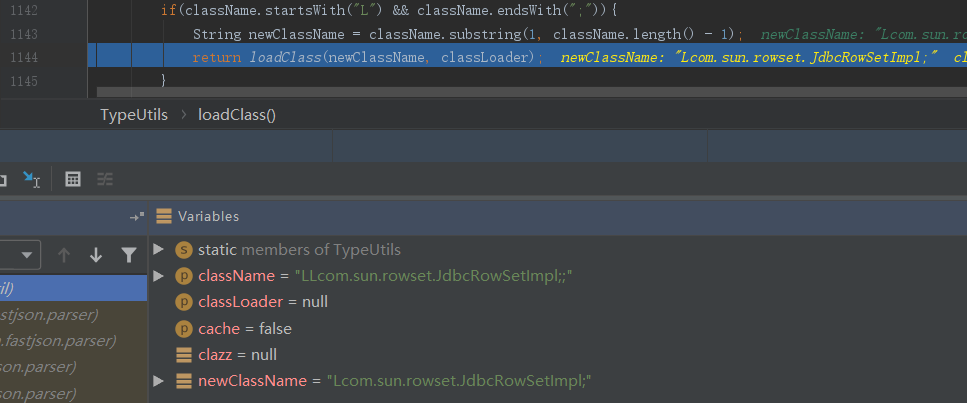 1142 if(className.startsWith("L") && className.endsWith(";")){
1143 String newClassName = className.substring(1, className.length() - 1); newClassName: "Lcom.sun.ro
1144 return loadClass(newClassName, classLoader); newClassName: "Lcom.sun.rowset.JdbcRowSetImpl;" cl
1145 }
TypeUtils › loadClass()
Variables
static members of TypeUtils
className = "LLcom.sun.rowset.JdbcRowSetImpl;;"
il)
classLoader = null
stjson.parser)
cache = false
.fastjson.parser)
clazz = null
son.parser)
newClassName = "Lcom.sun.rowset.JdbcRowSetImpl;"
son.parser)